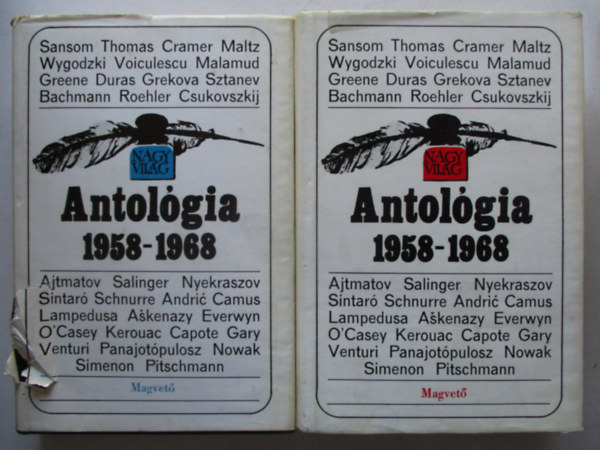 Sansom Thomas Cramer Maltz
Wygodzki Voiculescu Malamud
Greene Duras Grekova Sztanev
Bachmann Roehler Csukovszkij
NAGY
VILÁG
Antológia
1958-1968
Ajtmatov Salinger Nyekraszov
Sintaró Schnurre Andrić Camus
Lampedusa Aškenazy Everwyn
O'Casey Kerouac Capote Gary
Venturi Panajotópulosz Nowak
Simenon Pitschmann
Magvető
Sansom Thomas Cramer Maltz
Wygodzki Voiculescu Malamud
Greene Duras Grekova Sztanev
Bachmann Roehler Csukovszkij
NAGY
VILÁG
Antológia
1958-1968
Ajtmatov Salinger Nyekraszov
Sintaró Schnurre Andrić Camus
Lampedusa Aškenazy Everwyn
O'Casey Kerouac Capote Gary
Venturi Panajotópulosz Nowak
Simenon Pitschmann
Magvető